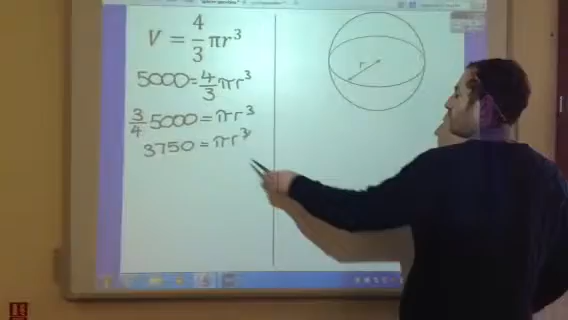 V = 4/3 πr³
5000 = 4/3 πr³
3/4 5000 = πr³
3750 = πr³
r